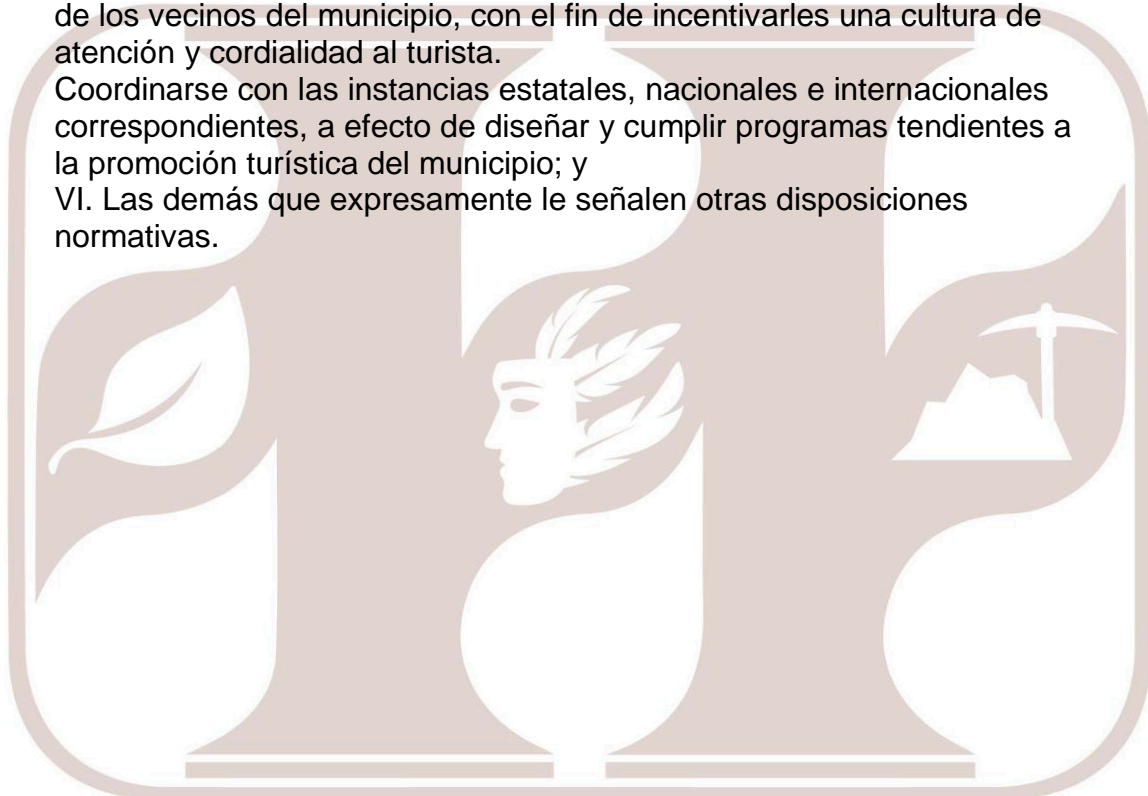 de los vecinos del municipio, con el fin de incentivarles una cultura de
atención y cordialidad al turista.
Coordinarse con las instancias estatales, nacionales e internacionales
correspondientes, a efecto de diseñar y cumplir programas tendientes a
la promoción turística del municipio; y
VI. Las demás que expresamente le señalen otras disposiciones
normativas.